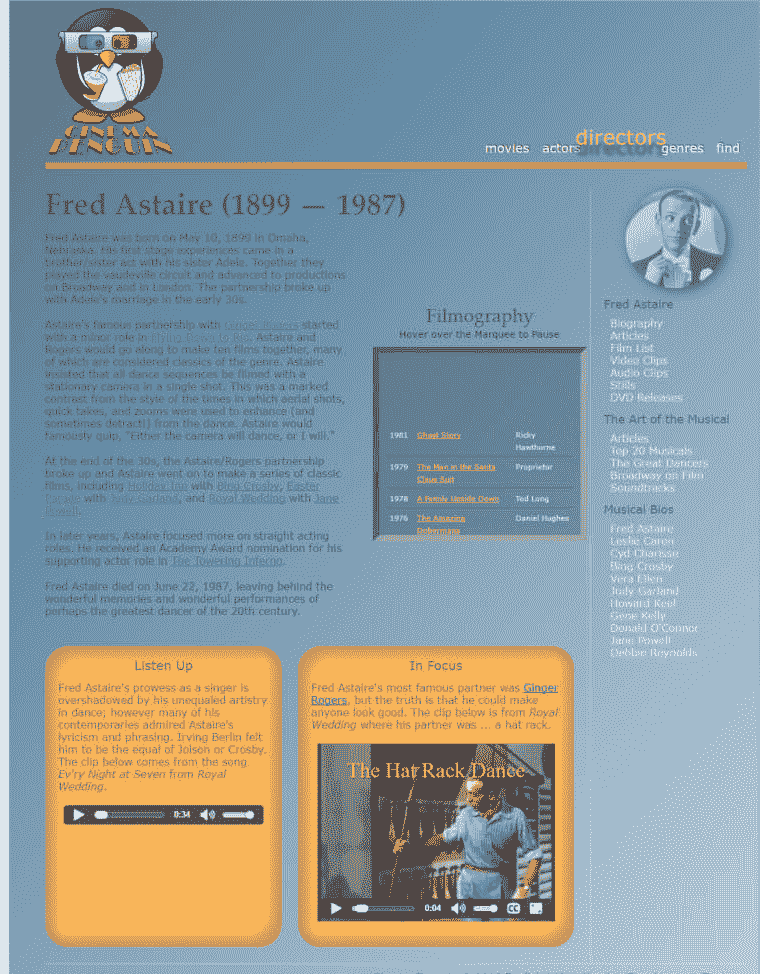 CINEMA
PENGUIN
movies actors directors genres find
Fred Astaire (1899 — 1987)
Fred Astaire was born on May 10, 1899 in Omaha,
Nebraska. His first stage experiences came in a
brother/sister act with his sister Adele. Together they
played the vaudeville circuit and advanced to productions
on Broadway and in London. The partnership broke up
with Adele's marriage in the early 30s.
Astaire's famous partnership with Ginger Rogers started
with a minor role in Flying Down to Rio. Astaire and
Rogers would go along to make ten films together, many
of which are considered classics of the genre. Astaire
insisted that all dance sequences be filmed with a
stationary camera in a single shot. This was a marked
contrast from the style of the times in which aerial shots,
quick takes, and zooms were used to enhance (and
sometimes detract!) from the dance. Astaire would
famously quip, "Either the camera will dance, or I will."
At the end of the 30s, the Astaire/Rogers partnership
broke up and Astaire went on to make a series of classic
films, including Holiday Inn with Bing Crosby, Easter
Parade with Judy Garland, and Royal Wedding with Jane
Powell.
In later years, Astaire focused more on straight acting
roles. He received an Academy Award nomination for his
supporting actor role in The Towering Inferno.
Fred Astaire died on June 22, 1987, leaving behind the
wonderful memories and wonderful performances of
perhaps the greatest dancer of the 20th century.
Filmography
Hover over the Marquee to Pause
1981 Ghost Story Ricky
Hawthorne
1979 The Man in the Santa Proprietor
Claus Suit
1978 A Family Upside Down Ted Long
1976 The Amazing Daniel Hughes
Dobermans
Fred Astaire
Biography
Articles
Film List
Video Clips
Audio Clips
Stills
DVD Releases
The Art of the Musical
Articles
Top 20 Musicals
The Great Dancers
Broadway on Film
Soundtracks
Musical Bios
Fred Astaire
Leslie Caron
Cyd Charisse
Bing Crosby
Vera Ellen
Judy Garland
Howard Keel
Gene Kelly
Donald O'Connor
Jane Powell
Debbie Reynolds
Listen Up
Fred Astaire's prowess as a singer is
overshadowed by his unequaled artistry
in dance; however many of his
contemporaries admired Astaire's
lyricism and phrasing. Irving Berlin felt
him to be the equal of Jolson or Crosby.
The clip below comes from the song
Ev'ry Night at Seven from Royal
Wedding.
0:34
In Focus
Fred Astaire's most famous partner was Ginger
Rogers, but the truth is that he could make
anyone look good. The clip below is from Royal
Wedding where his partner was ... a hat rack.
The Hat Rack Dance
0:04
CC